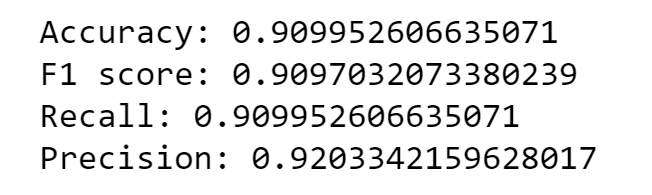 Accuracy: 0.909952606635071
F1 score: 0.9097032073380239
Recall: 0.909952606635071
Precision: 0.9203342159628017